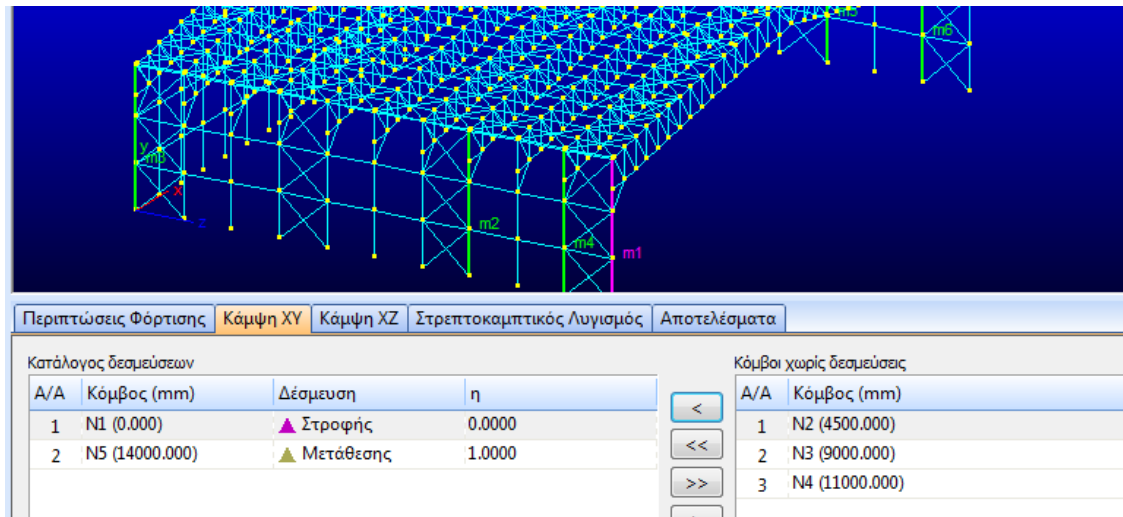 m5
m6
y
m3
x
z
m2
m4
m1
Περιπτώσεις Φόρτισης Κάμψη XY Κάμψη XZ Στρεπτοκαμπτικός Λυγισμός Αποτελέσματα
Κατάλογος δεσμεύσεων Κόμβοι χωρίς δεσμεύσεις
Α/Α Κόμβος (mm) Δέσμευση η Α/Α Κόμβος (mm)
1 N1 (0.000) Στροφής 0.0000 < 1 N2 (4500.000)
2 N5 (14000.000) Μετάθεσης 1.0000 << 2 N3 (9000.000)
>> 3 N4 (11000.000)